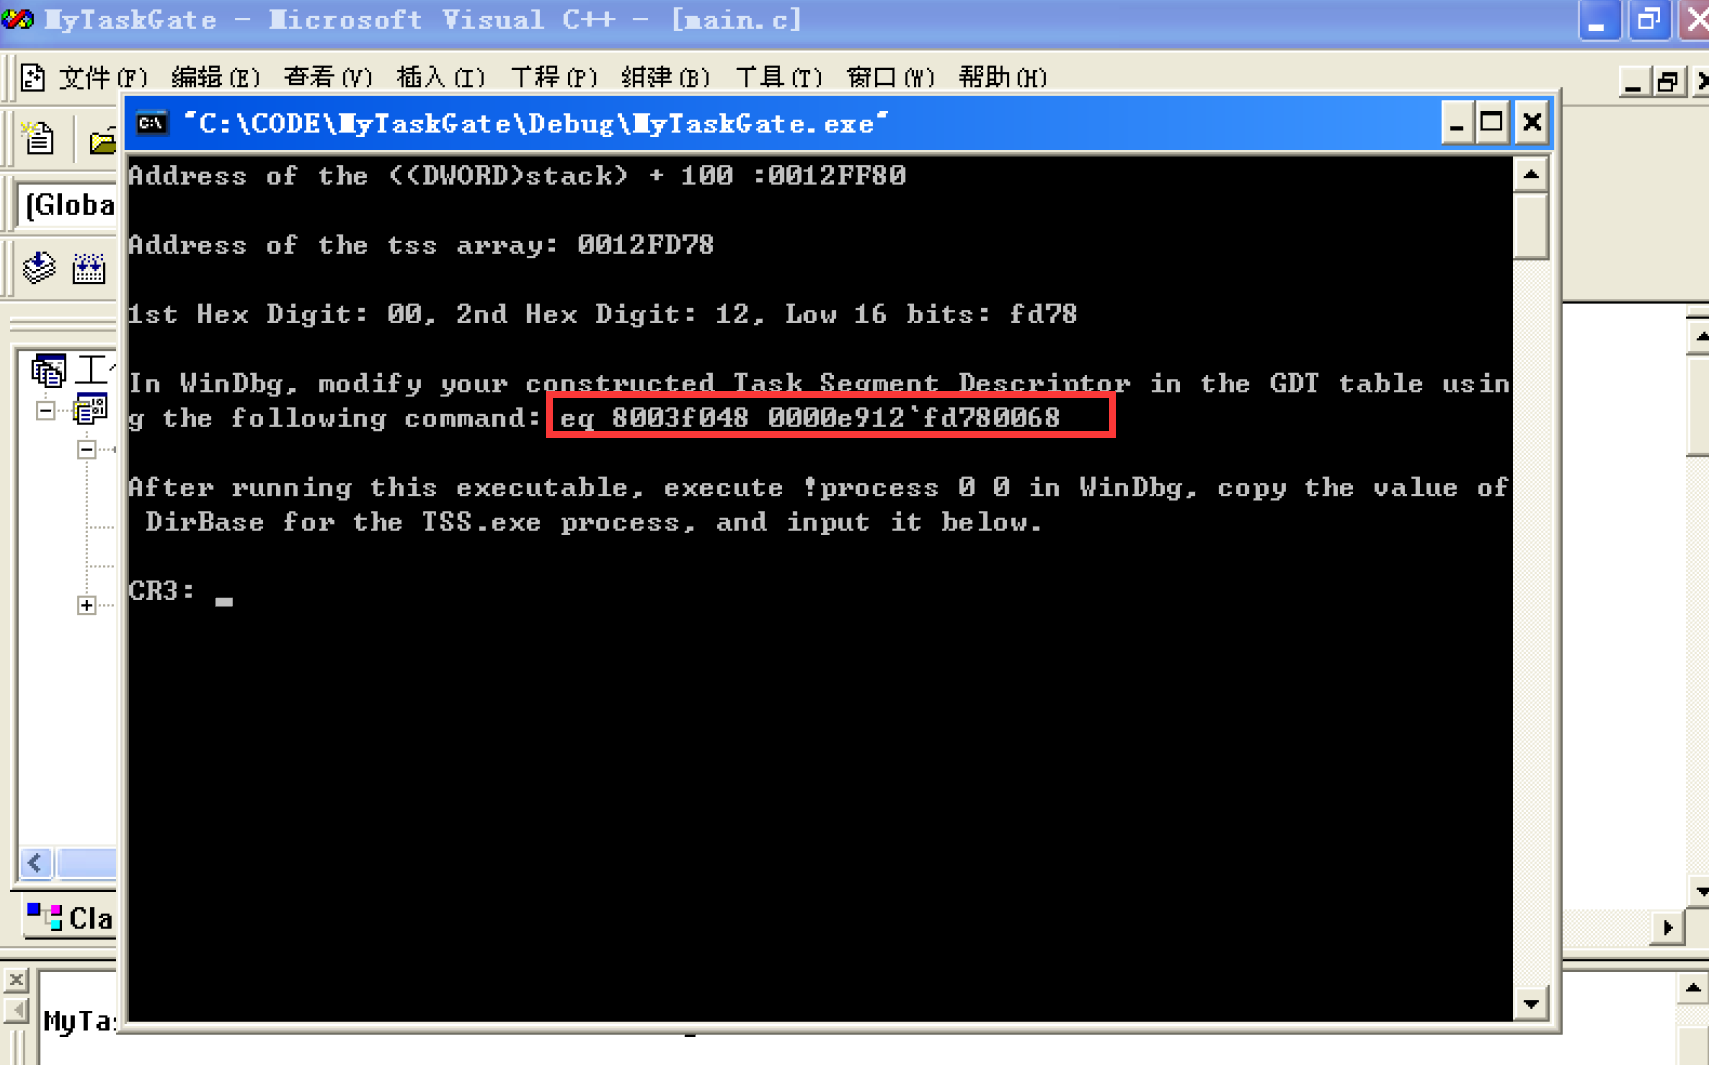 MyTaskGate - Microsoft Visual C++ - [main.c]
文件(F) 编辑(E) 查看(V) 插入(I) 工程(P) 组建(B) 工具(T) 窗口(W) 帮助(H)
"C:\CODE\MyTaskGate\Debug\MyTaskGate.exe"
(Globa
Address of the ((DWORD)stack) + 100 :0012FF80
Address of the tss array: 0012FD78
1st Hex Digit: 00, 2nd Hex Digit: 12, Low 16 bits: fd78
工
In WinDbg, modify your constructed Task Segment Descriptor in the GDT table usin
g the following command: eq 8003f048 0000e912`fd780068
After running this executable, execute !process 0 0 in WinDbg, copy the value of
DirBase for the TSS.exe process, and input it below.
CR3:
Cla
MyTas